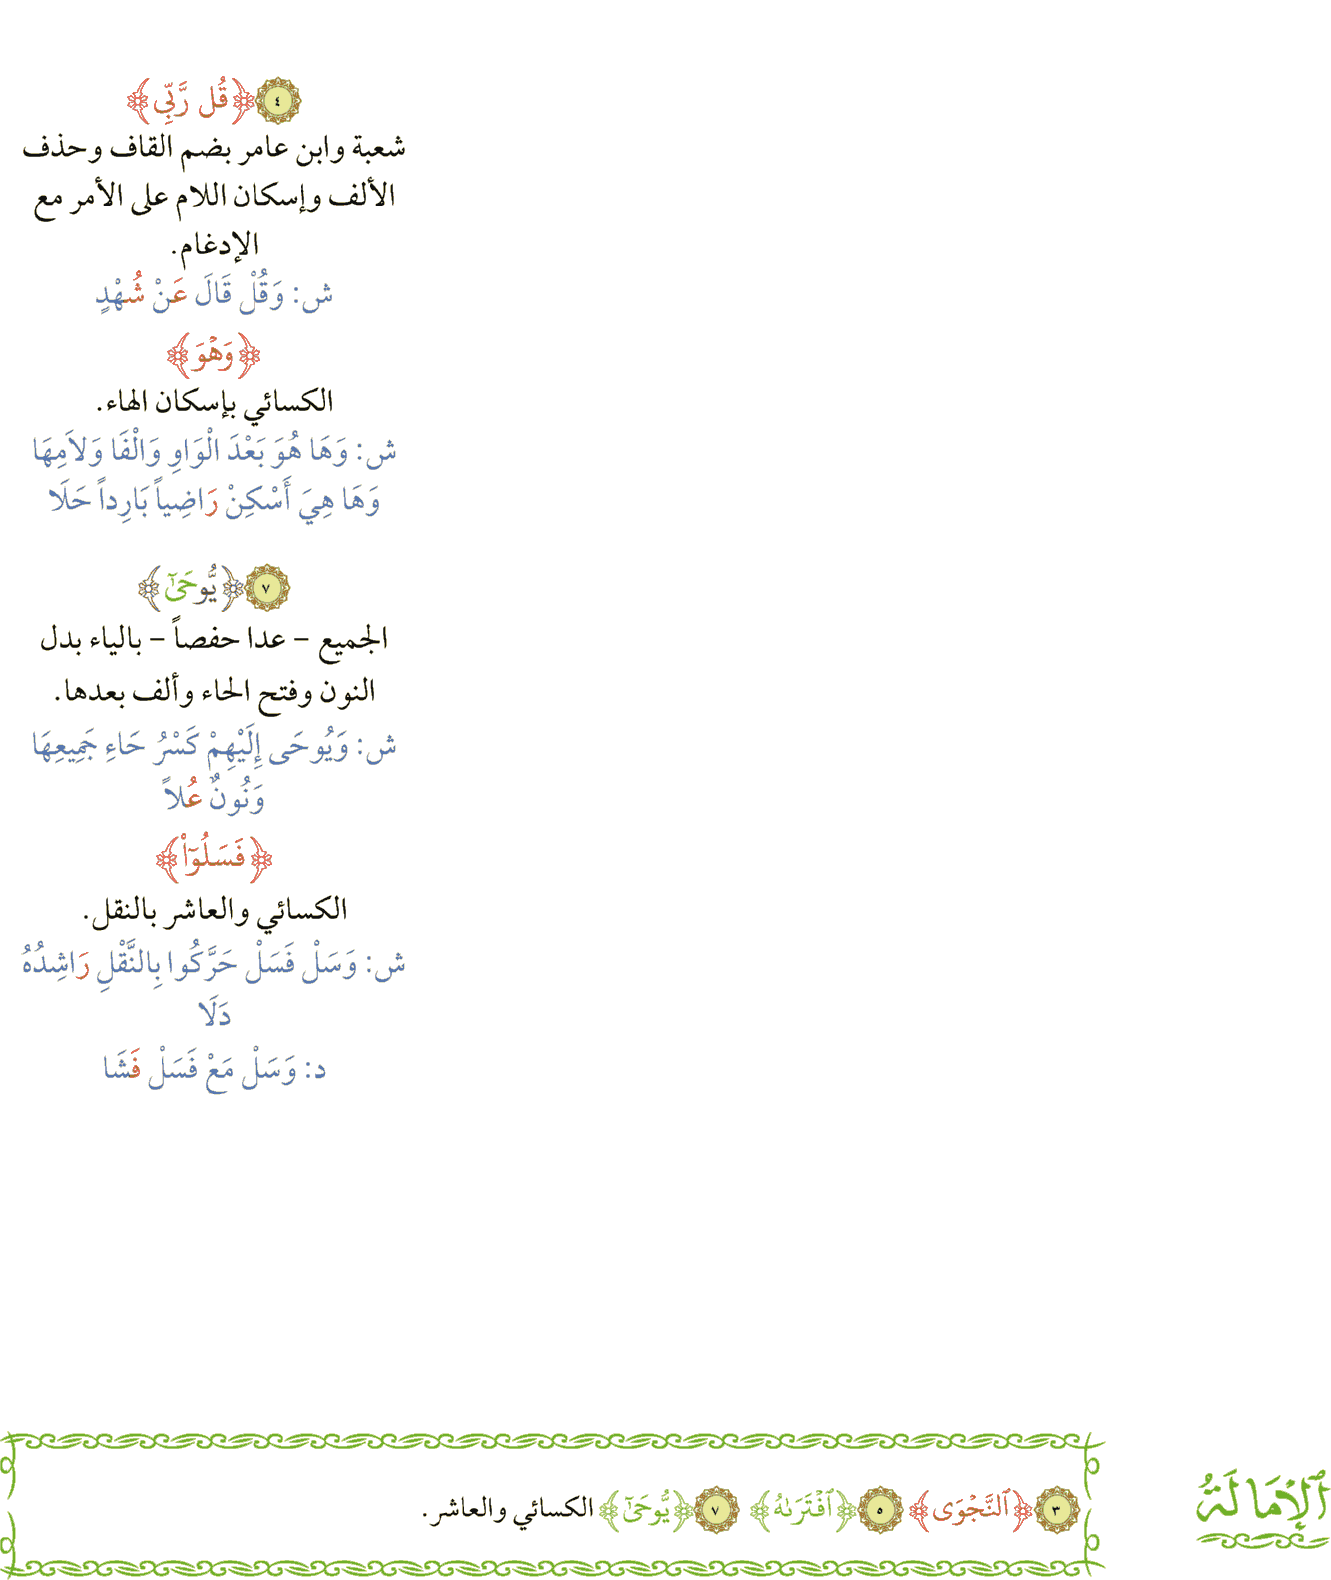 ٤ ﴿قُل رَّبِّي﴾
شعبة وابن عامر بضم القاف وحذف
الألف وإسكان اللام على الأمر مع
الإدغام.
ش: وَقُلْ قَالَ عَنْ شُهْدٍ
﴿وَهْوَ﴾
الكسائي بإسكان الهاء.
ش: وَهَا هُوَ بَعْدَ الْوَاوِ وَالْفَا وَلاَمِهَا
وَهَا هِيَ أَسْكِنْ رَاضِياً بَارِداً حَلَا
٧ ﴿يُّوحَىٰٓ﴾
الجميع – عدا حفصاً – بالياء بدل
النون وفتح الحاء وألف بعدها.
ش: وَيُوحَى إِلَيْهِمْ كَسْرُ حَاءِ جَمِيعِهَا
وَنُونٌ عُلاً
﴿فَسَلُوٓاْ﴾
الكسائي والعاشر بالنقل.
ش: وَسَلْ فَسَلْ حَرَّكُوا بِالنَّقْلِ رَاشِدُهُ
دَلَا
د: وَسَلْ مَعْ فَسَلْ فَشَا
ٱلإِمَالَةُ
٣ ﴿ٱلنَّجْوَى﴾ ٥ ﴿ٱفْتَرَىٰهُ﴾ ٧ ﴿يُّوحَىٰٓ﴾ الكسائي والعاشر.